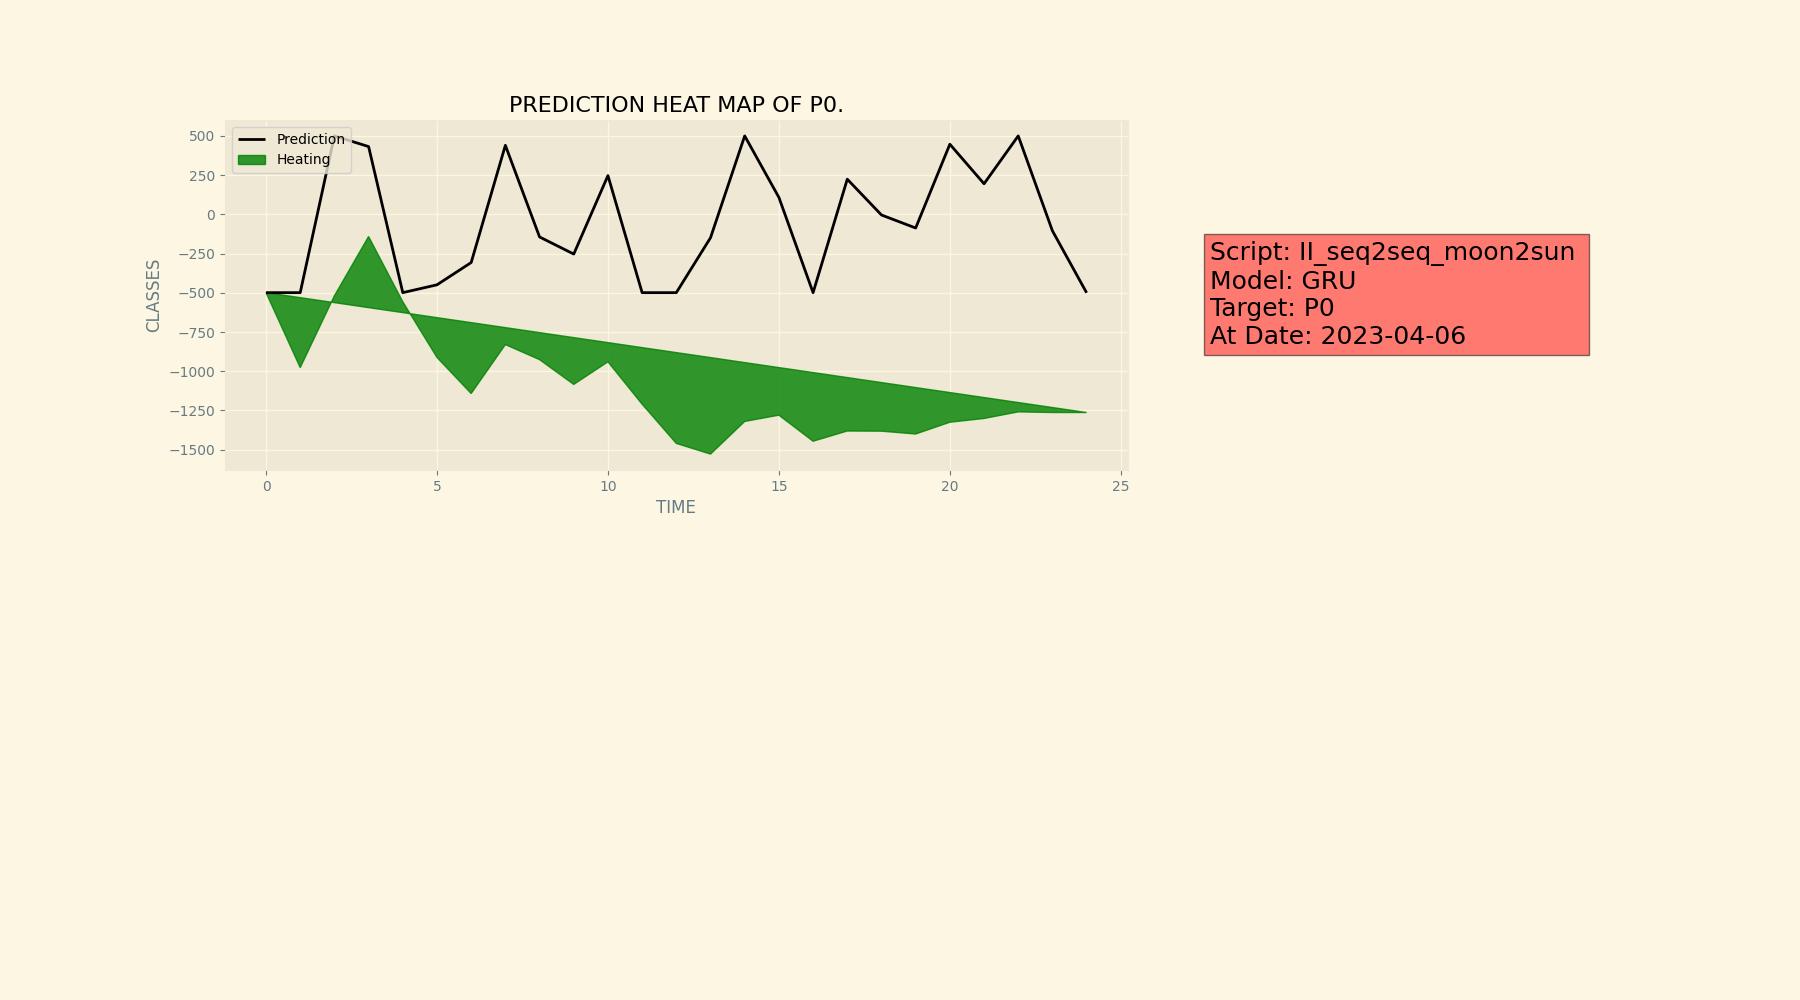 PREDICTION HEAT MAP OF P0.
Prediction
Heating
500
250
0
−250
−500
−750
−1000
−1250
−1500
CLASSES
0 5 10 15 20 25
TIME
Script: II_seq2seq_moon2sun
Model: GRU
Target: P0
At Date: 2023-04-06